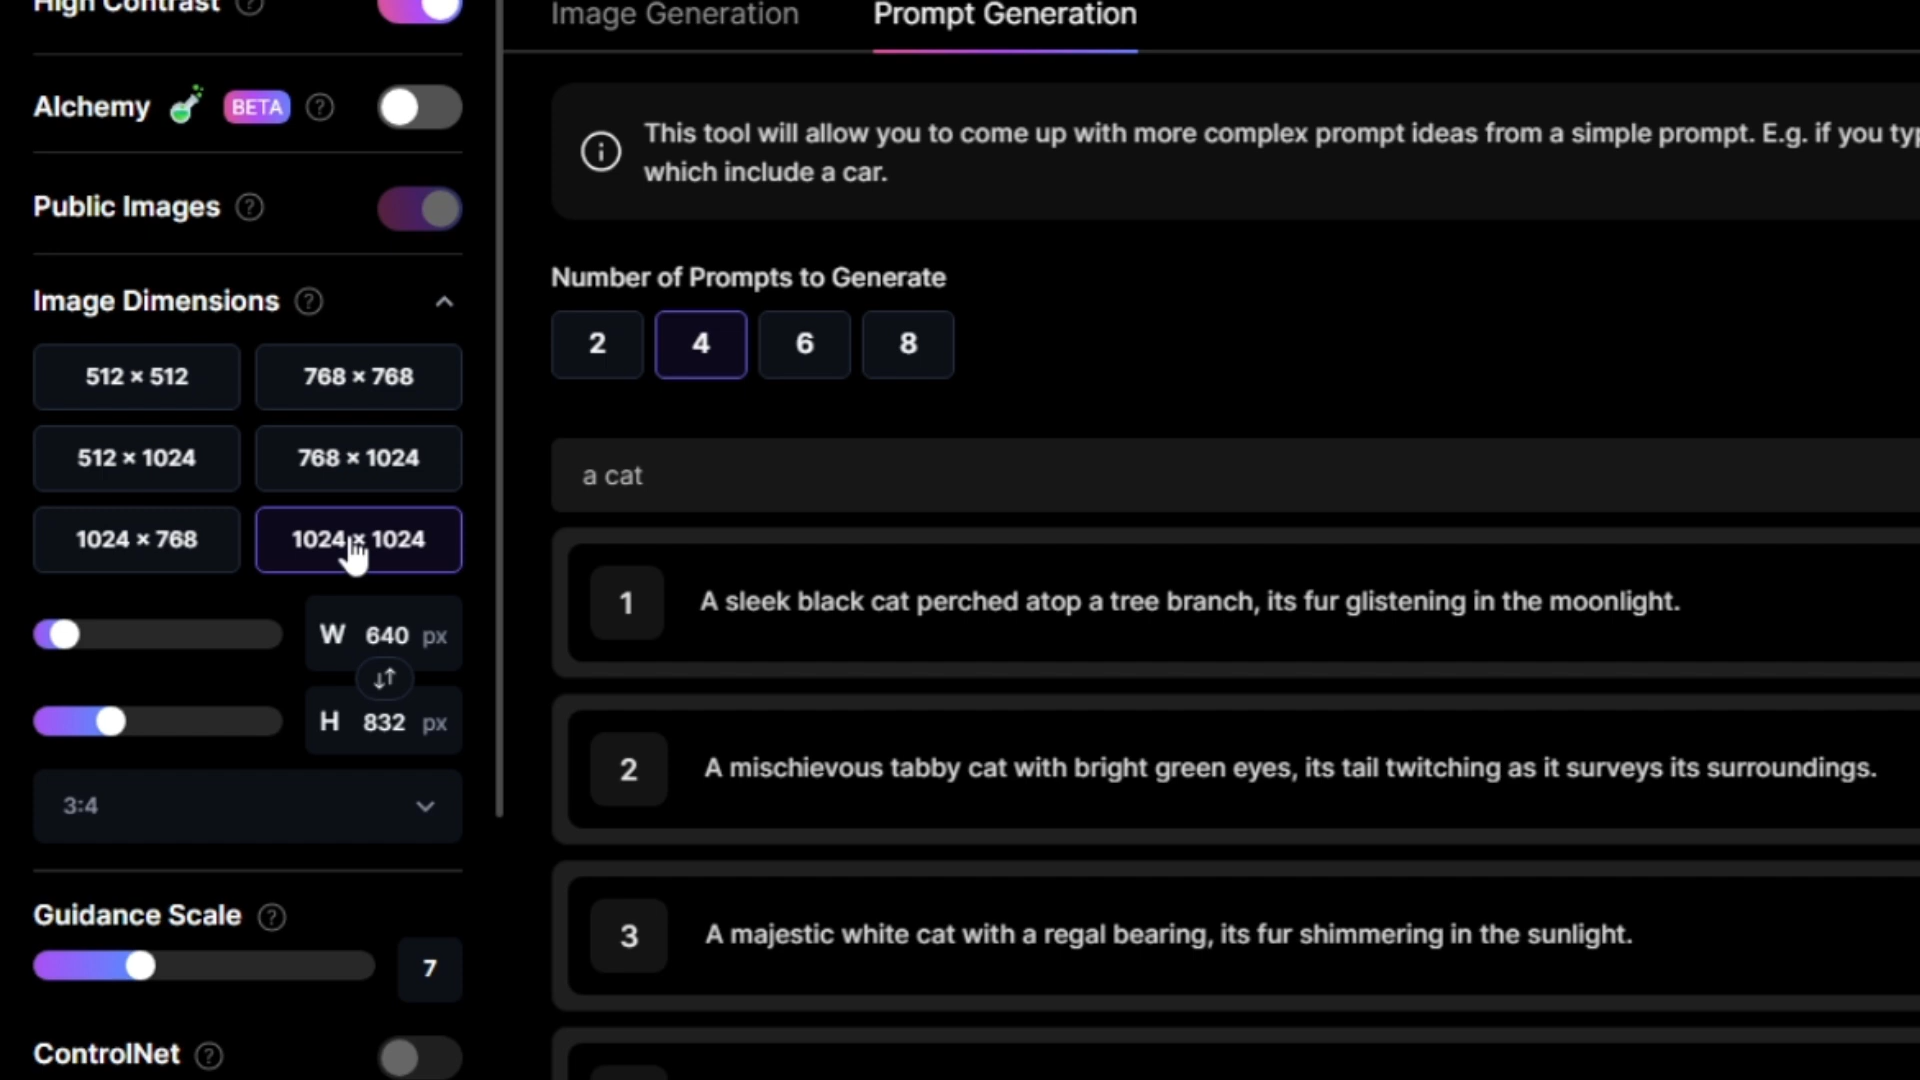 High Contrast
Alchemy BETA
Public Images
Image Dimensions
512 × 512
768 × 768
512 × 1024
768 × 1024
1024 × 768
1024 × 1024
W 640 px
H 832 px
3:4
Guidance Scale
7
ControlNet
Image Generation
Prompt Generation
This tool will allow you to come up with more complex prompt ideas from a simple prompt. E.g. if you typ
which include a car.
Number of Prompts to Generate
2
4
6
8
a cat
1
A sleek black cat perched atop a tree branch, its fur glistening in the moonlight.
2
A mischievous tabby cat with bright green eyes, its tail twitching as it surveys its surroundings.
3
A majestic white cat with a regal bearing, its fur shimmering in the sunlight.